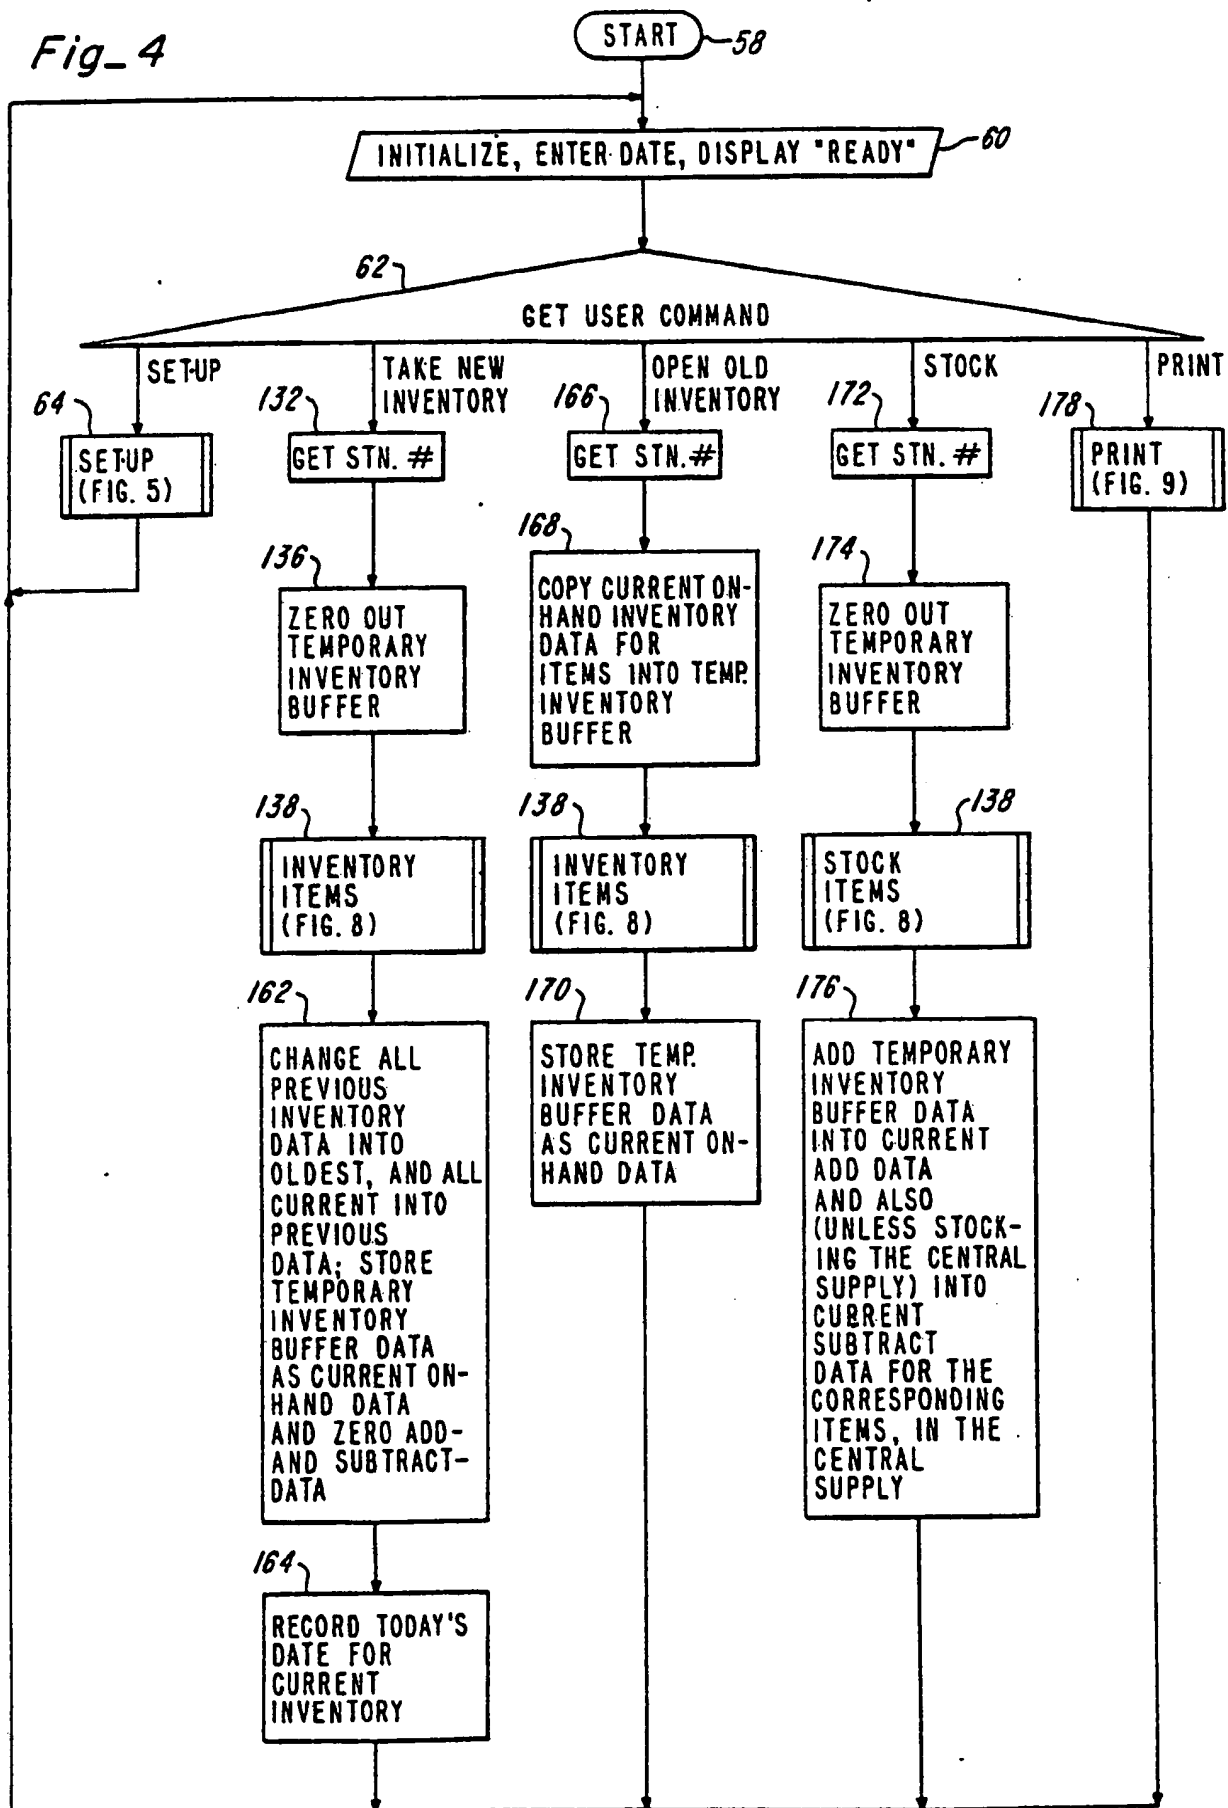 Fig_4
START
58
INITIALIZE, ENTER DATE, DISPLAY "READY"
60
62
GET USER COMMAND
SET-UP
64
SET-UP
(FIG. 5)
TAKE NEW
INVENTORY
132
GET STN. #
136
ZERO OUT
TEMPORARY
INVENTORY
BUFFER
138
INVENTORY
ITEMS
(FIG. 8)
162
CHANGE ALL
PREVIOUS
INVENTORY
DATA INTO
OLDEST, AND ALL
CURRENT INTO
PREVIOUS
DATA; STORE
TEMPORARY
INVENTORY
BUFFER DATA
AS CURRENT ON-
HAND DATA
AND ZERO ADD-
AND SUBTRACT-
DATA
164
RECORD TODAY'S
DATE FOR
CURRENT
INVENTORY
OPEN OLD
INVENTORY
166
GET STN. #
168
COPY CURRENT ON-
HAND INVENTORY
DATA FOR
ITEMS INTO TEMP.
INVENTORY
BUFFER
138
INVENTORY
ITEMS
(FIG. 8)
170
STORE TEMP.
INVENTORY
BUFFER DATA
AS CURRENT ON-
HAND DATA
STOCK
172
GET STN. #
174
ZERO OUT
TEMPORARY
INVENTORY
BUFFER
138
STOCK
ITEMS
(FIG. 8)
176
ADD TEMPORARY
INVENTORY
BUFFER DATA
INTO CURRENT
ADD DATA
AND ALSO
(UNLESS STOCK-
ING THE CENTRAL
SUPPLY) INTO
CURRENT
SUBTRACT
DATA FOR THE
CORRESPONDING
ITEMS, IN THE
CENTRAL
SUPPLY
PRINT
178
PRINT
(FIG. 9)